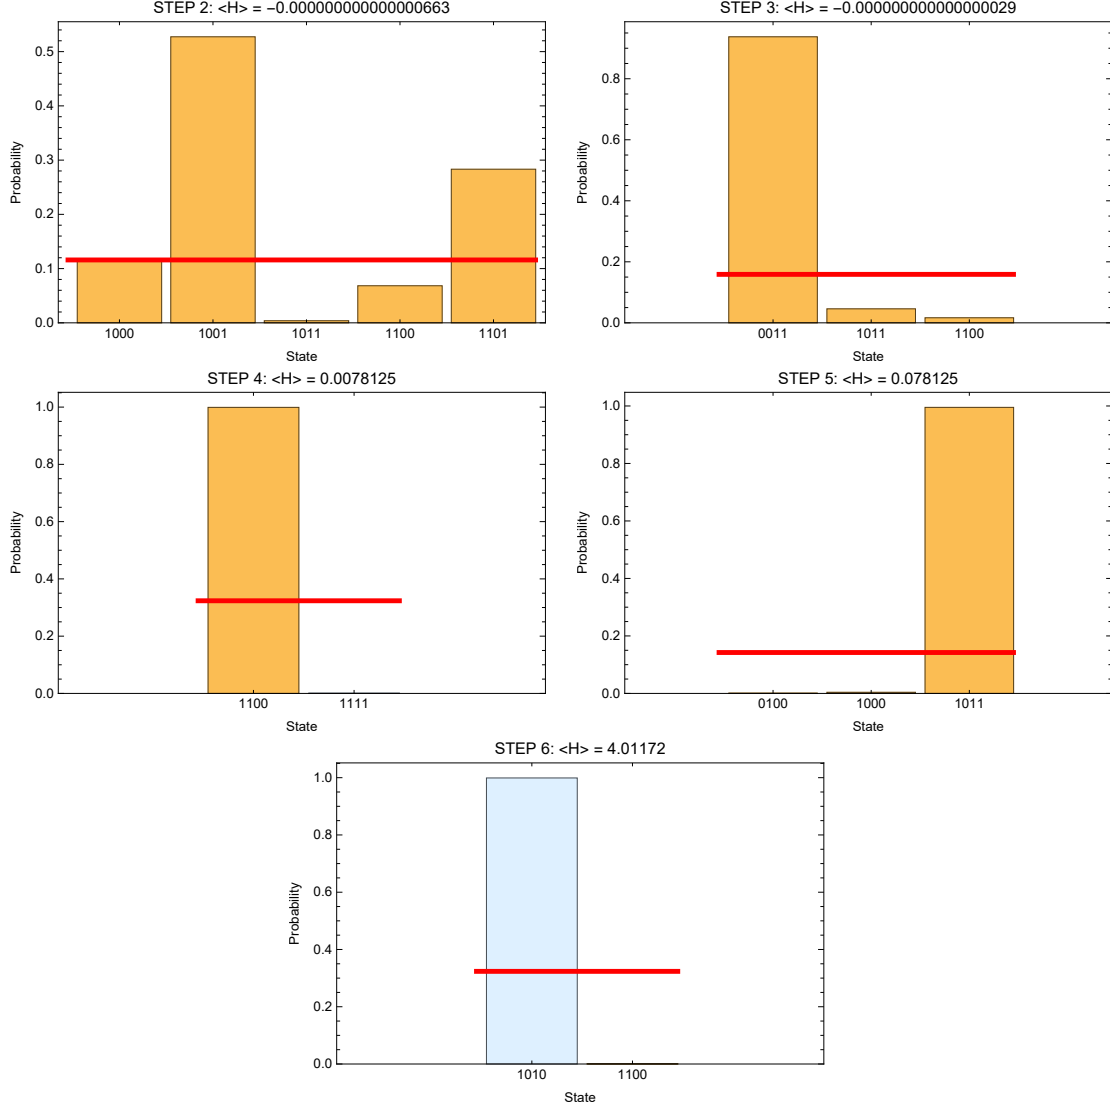 STEP 2: <H> = −0.000000000000000663
Probability
0.5
0.4
0.3
0.2
0.1
0.0
1000 1001 1011 1100 1101
State
STEP 3: <H> = −0.000000000000000029
Probability
0.8
0.6
0.4
0.2
0.0
0011 1011 1100
State
STEP 4: <H> = 0.0078125
Probability
1.0
0.8
0.6
0.4
0.2
0.0
1100 1111
State
STEP 5: <H> = 0.078125
Probability
1.0
0.8
0.6
0.4
0.2
0.0
0100 1000 1011
State
STEP 6: <H> = 4.01172
Probability
1.0
0.8
0.6
0.4
0.2
0.0
1010 1100
State